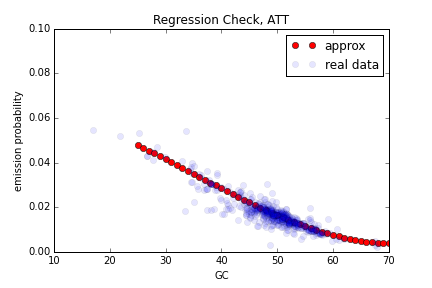 Regression Check, ATT
0.10
approx
real data
0.08
0.06
0.04
0.02
0.00
emission probability
10
20
30
40
50
60
70
GC